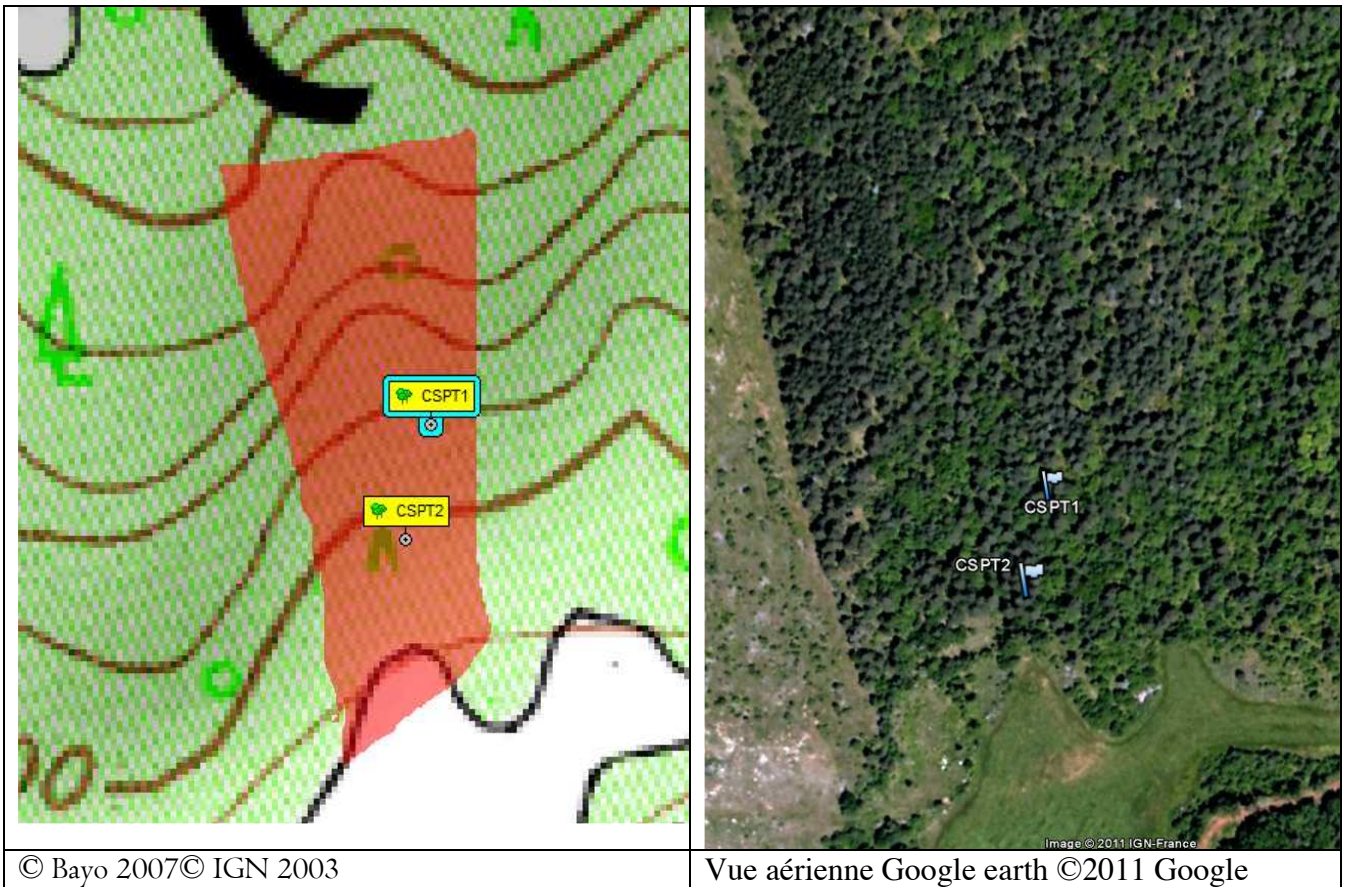 CSPT1
CSPT2
00
© Bayo 2007© IGN 2003
CSPT1
CSPT2
Image © 2011 IGN-France
Vue aérienne Google earth ©2011 Google